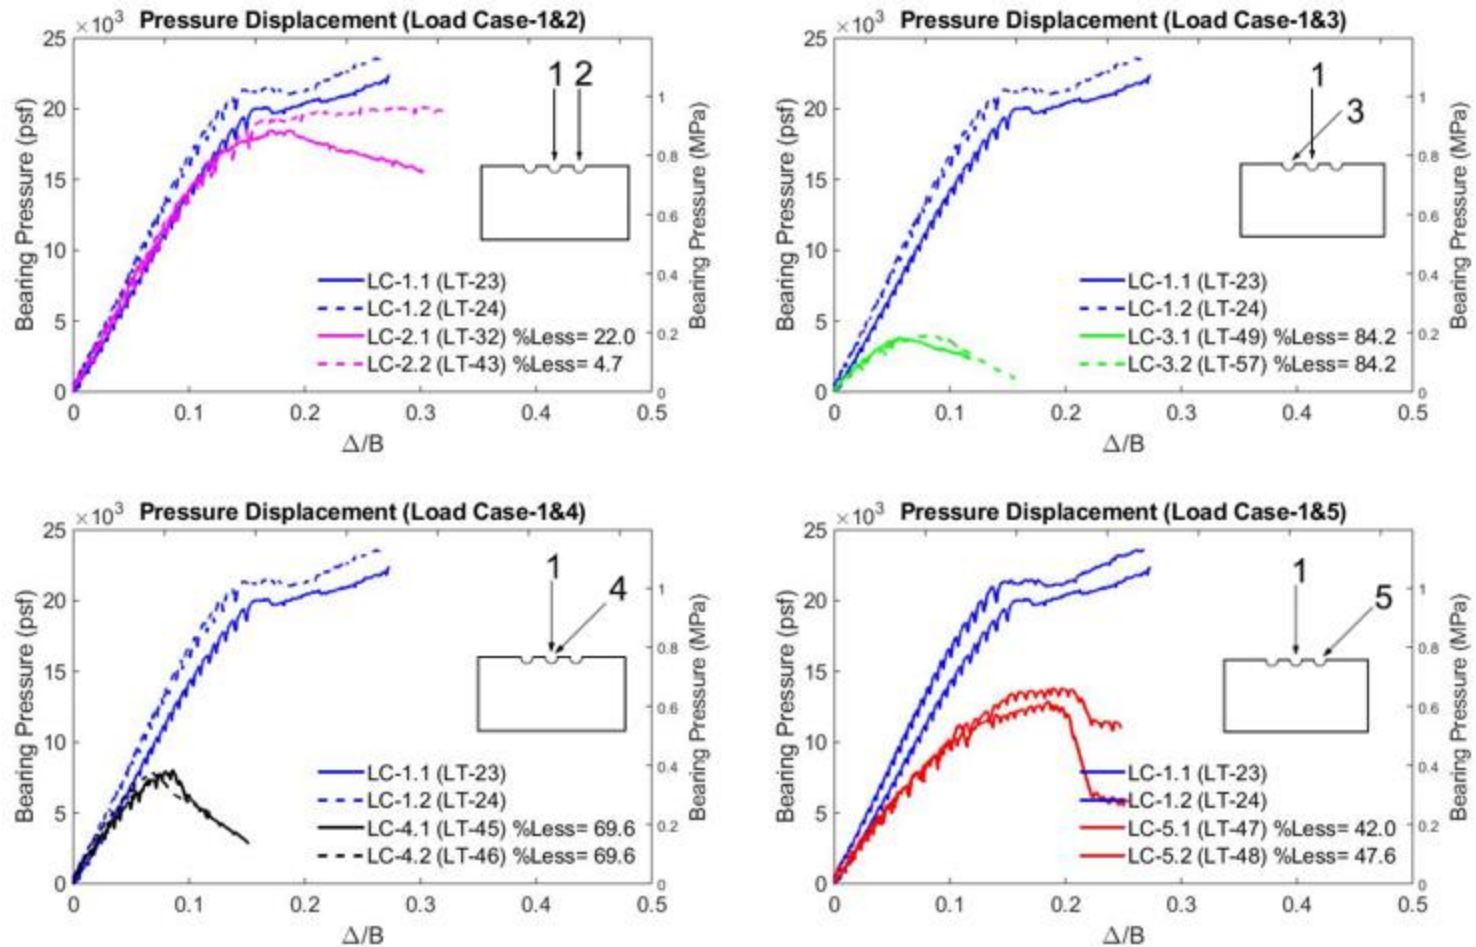 Pressure Displacement (Load Case-1&2)
×10³
25
20
15
10
5
0
Bearing Pressure (psf)
1
0.8
0.6
0.4
0.2
0
Bearing Pressure (MPa)
1 2
LC-1.1 (LT-23)
LC-1.2 (LT-24)
LC-2.1 (LT-32) %Less= 22.0
LC-2.2 (LT-43) %Less= 4.7
0 0.1 0.2 0.3 0.4 0.5
Δ/B
Pressure Displacement (Load Case-1&3)
×10³
25
20
15
10
5
0
Bearing Pressure (psf)
1
0.8
0.6
0.4
0.2
0
Bearing Pressure (MPa)
1
3
LC-1.1 (LT-23)
LC-1.2 (LT-24)
LC-3.1 (LT-49) %Less= 84.2
LC-3.2 (LT-57) %Less= 84.2
0 0.1 0.2 0.3 0.4 0.5
Δ/B
Pressure Displacement (Load Case-1&4)
×10³
25
20
15
10
5
0
Bearing Pressure (psf)
1
0.8
0.6
0.4
0.2
0
Bearing Pressure (MPa)
1
4
LC-1.1 (LT-23)
LC-1.2 (LT-24)
LC-4.1 (LT-45) %Less= 69.6
LC-4.2 (LT-46) %Less= 69.6
0 0.1 0.2 0.3 0.4 0.5
Δ/B
Pressure Displacement (Load Case-1&5)
×10³
25
20
15
10
5
0
Bearing Pressure (psf)
1
0.8
0.6
0.4
0.2
0
Bearing Pressure (MPa)
1
5
LC-1.1 (LT-23)
LC-1.2 (LT-24)
LC-5.1 (LT-47) %Less= 42.0
LC-5.2 (LT-48) %Less= 47.6
0 0.1 0.2 0.3 0.4 0.5
Δ/B